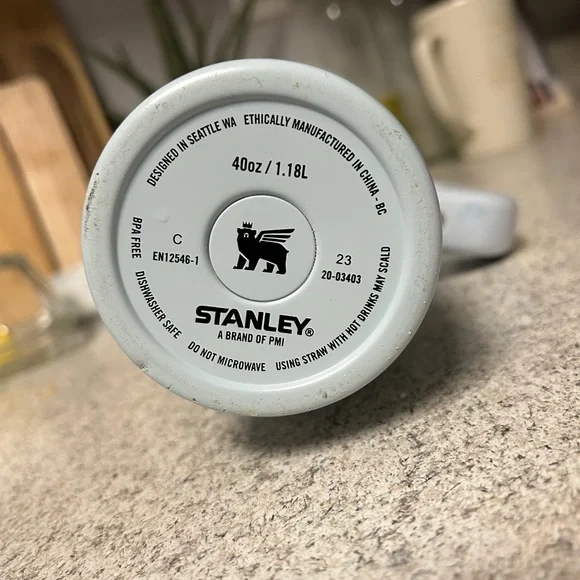 DESIGNED IN SEATTLE WA ETHICALLY MANUFACTURED IN CHINA - BC
40oz / 1.18L
C
EN12546-1
23
20-03403
STANLEY®
A BRAND OF PMI
BPA FREE DISHWASHER SAFE DO NOT MICROWAVE USING STRAW WITH HOT DRINKS MAY SCALD